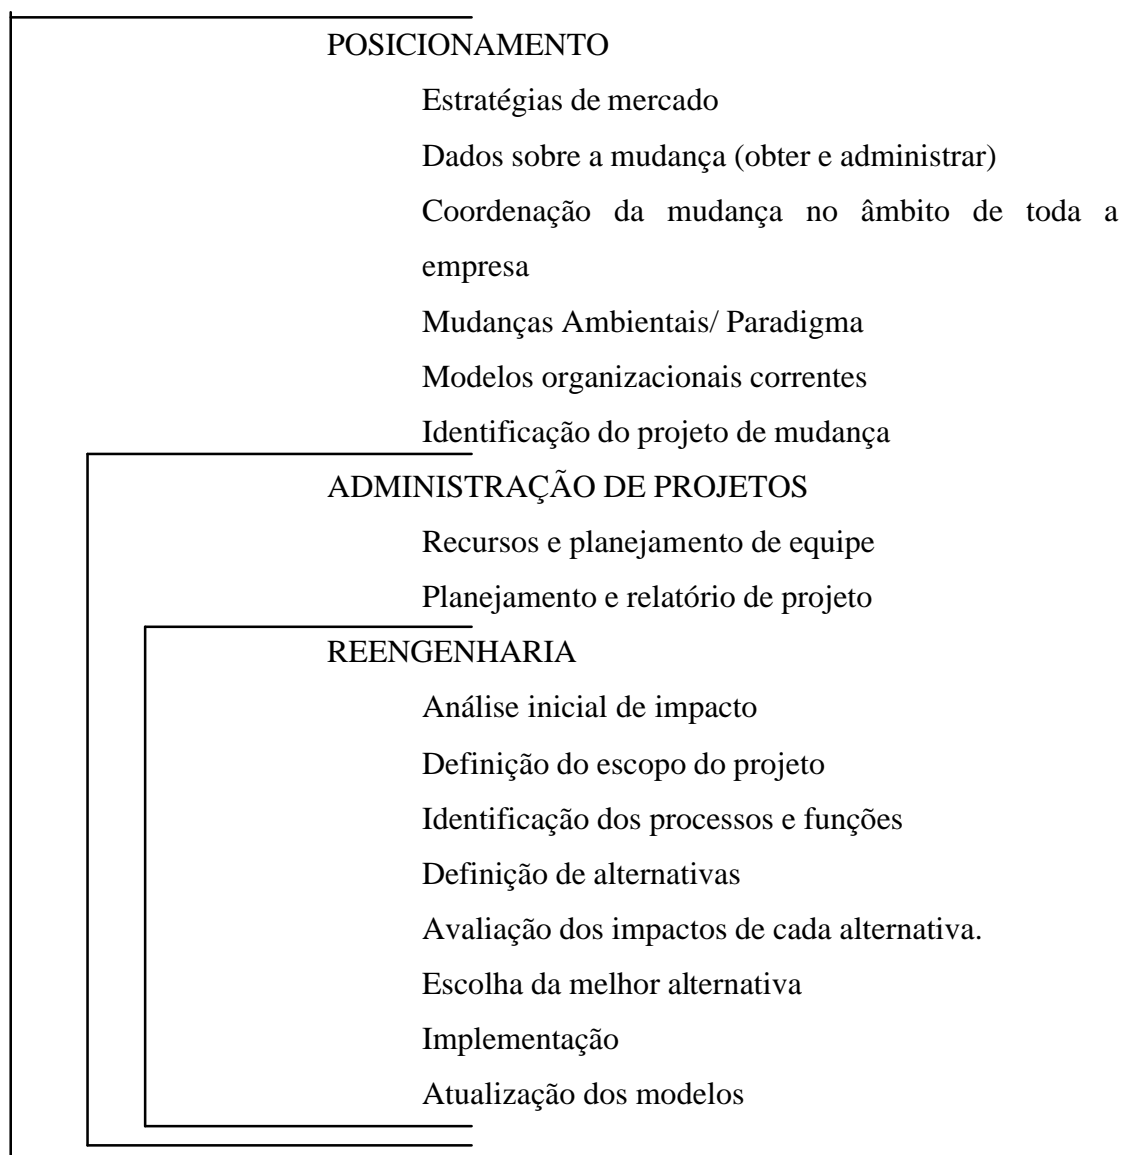 POSICIONAMENTO
Estratégias de mercado
Dados sobre a mudança (obter e administrar)
Coordenação da mudança no âmbito de toda a
empresa
Mudanças Ambientais/ Paradigma
Modelos organizacionais correntes
Identificação do projeto de mudança
ADMINISTRAÇÃO DE PROJETOS
Recursos e planejamento de equipe
Planejamento e relatório de projeto
REENGENHARIA
Análise inicial de impacto
Definição do escopo do projeto
Identificação dos processos e funções
Definição de alternativas
Avaliação dos impactos de cada alternativa.
Escolha da melhor alternativa
Implementação
Atualização dos modelos